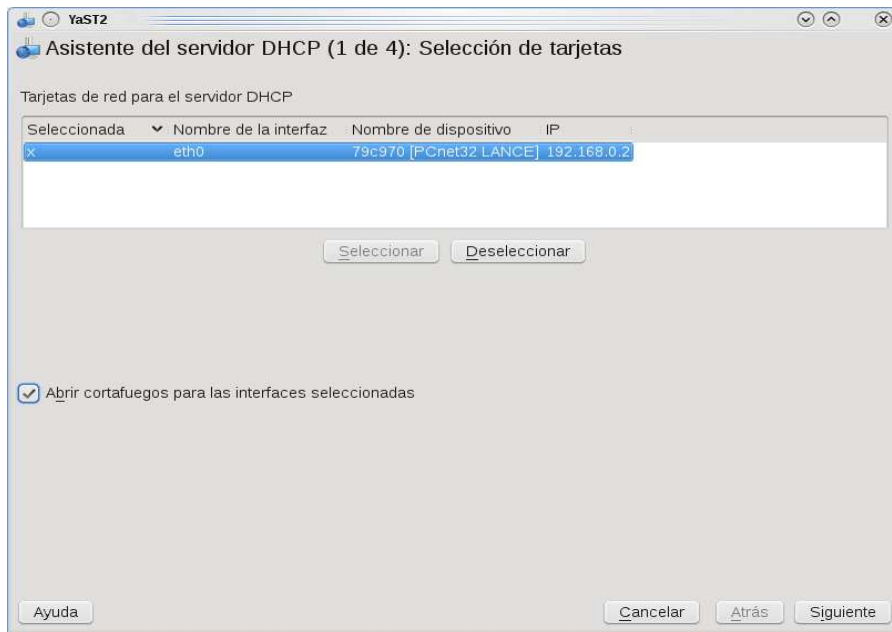 YaST2
Asistente del servidor DHCP (1 de 4): Selección de tarjetas
Tarjetas de red para el servidor DHCP
Seleccionada Nombre de la interfaz Nombre de dispositivo IP
x eth0 79c970 [PCnet32 LANCE] 192.168.0.2
Seleccionar Deseleccionar
Abrir cortafuegos para las interfaces seleccionadas
Ayuda Cancelar Atrás Siguiente